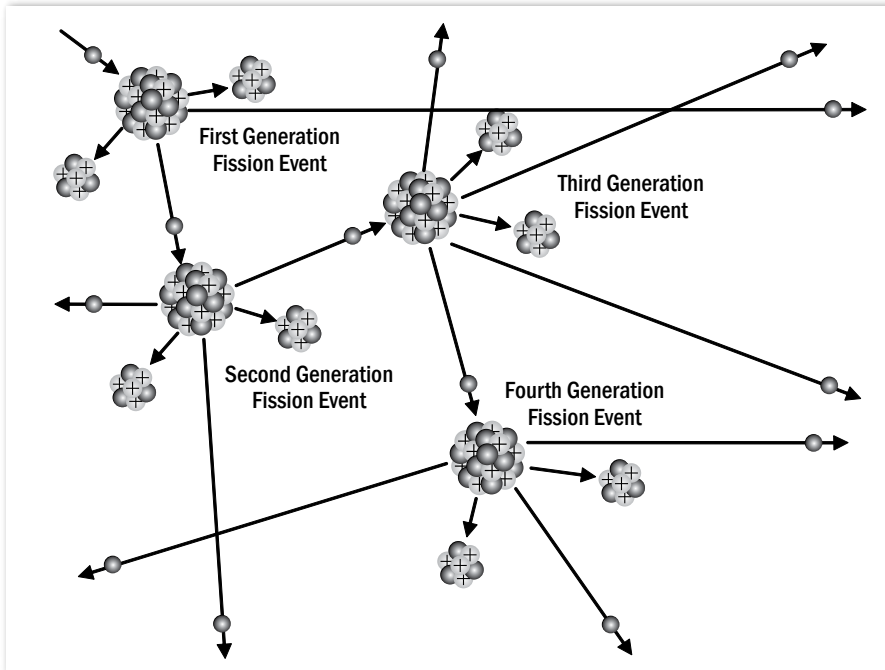 First Generation
Fission Event
Third Generation
Fission Event
Second Generation
Fission Event
Fourth Generation
Fission Event